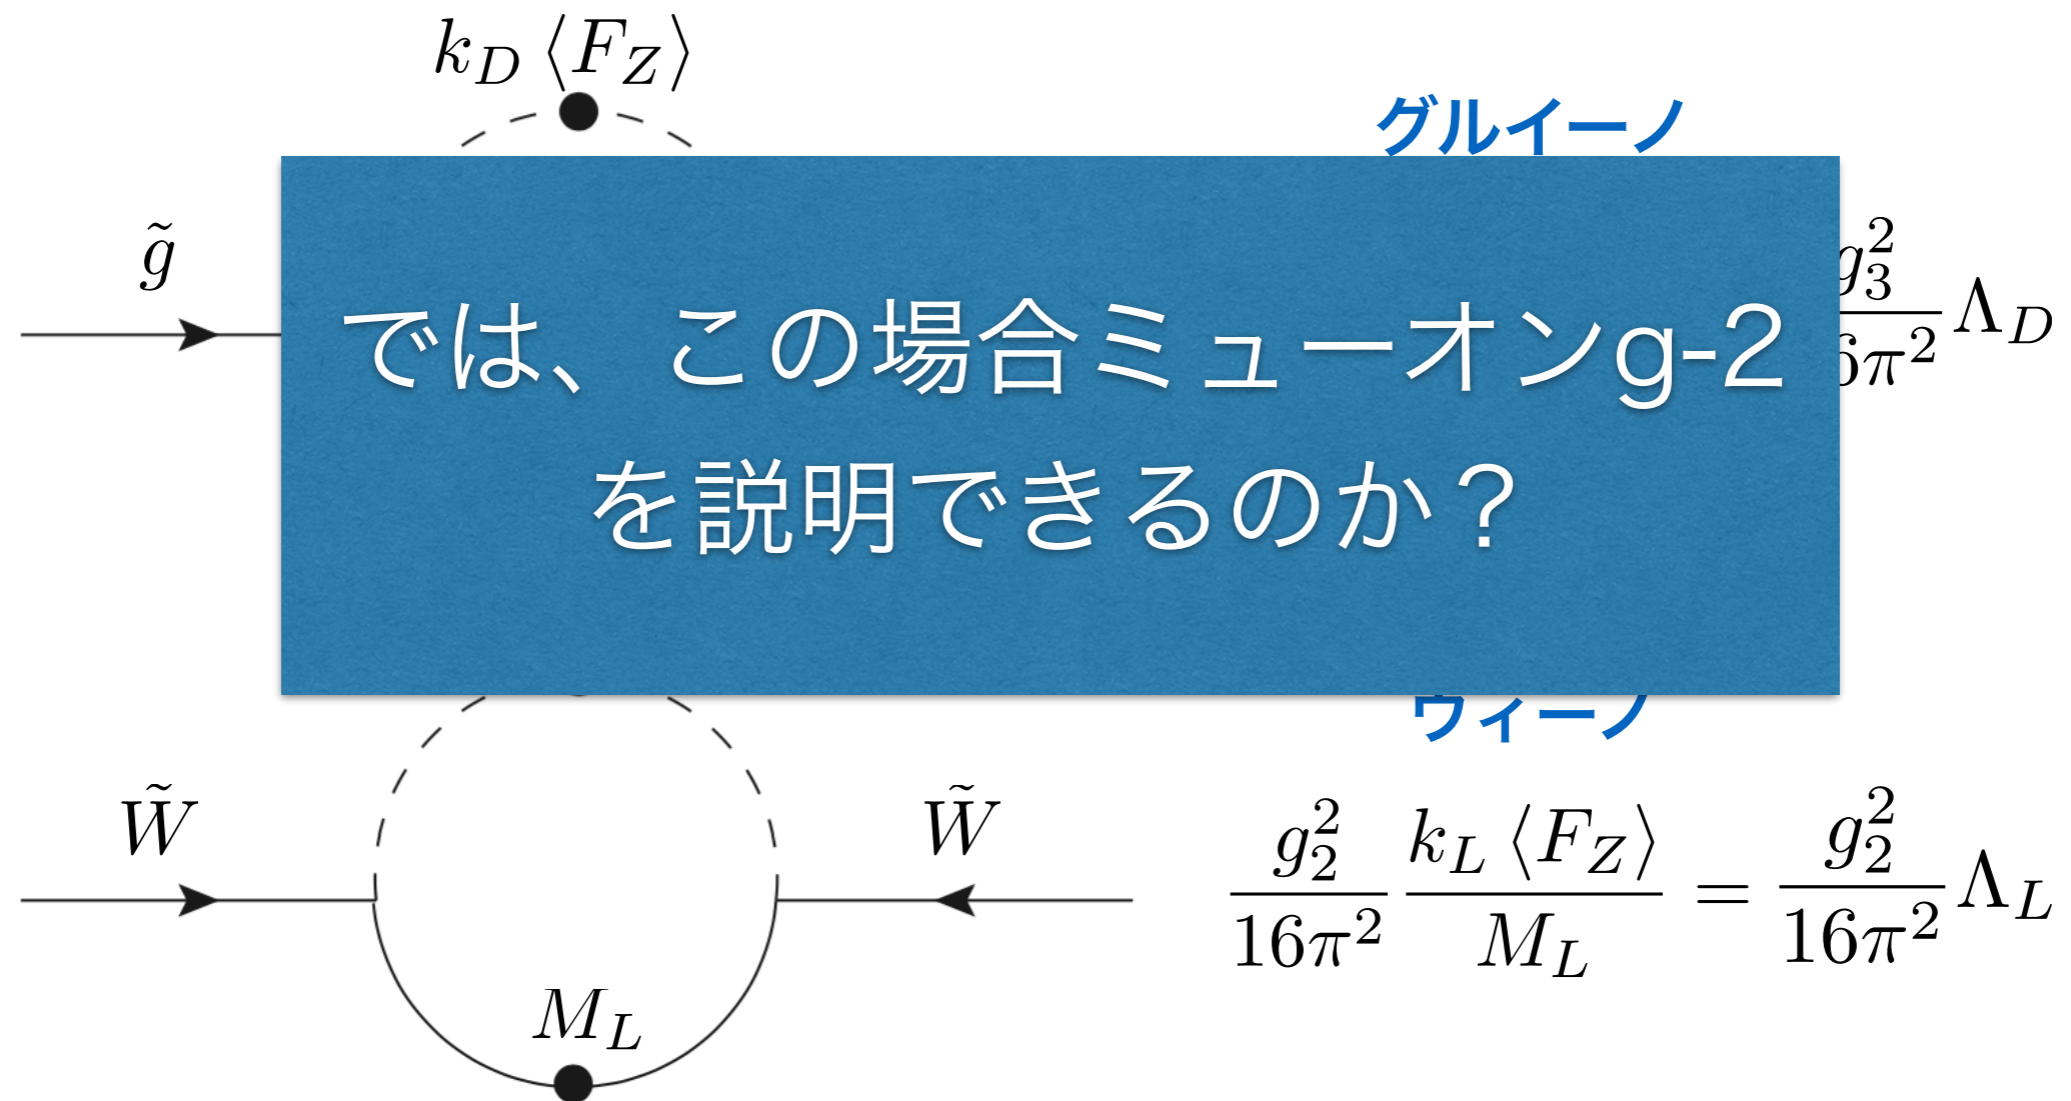 k_D ⟨F_Z⟩
グルイーノ
g̃
では、この場合ミューオンg-2
を説明できるのか？
g_3^2 / 6π^2 Λ_D
ウィーノ
W̃
W̃
g_2^2 / 16π^2 k_L ⟨F_Z⟩ / M_L = g_2^2 / 16π^2 Λ_L
M_L